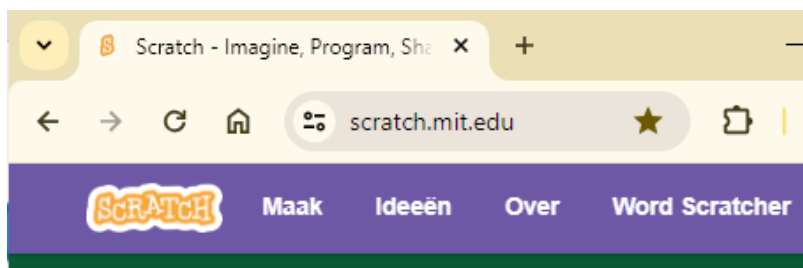 Scratch - Imagine, Program, Sha
scratch.mit.edu
SCRATCH Maak Ideeën Over Word Scratcher